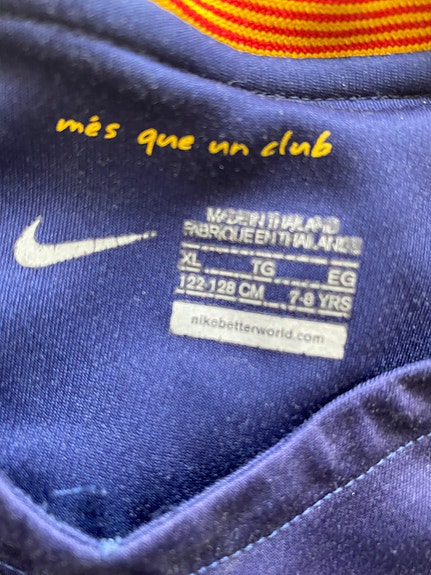 més que un club
MADE IN THAILAND
FABRIQUE EN THAILANDE
XL TG EG
122-128 CM 7-8 YRS
nikebetterworld.com